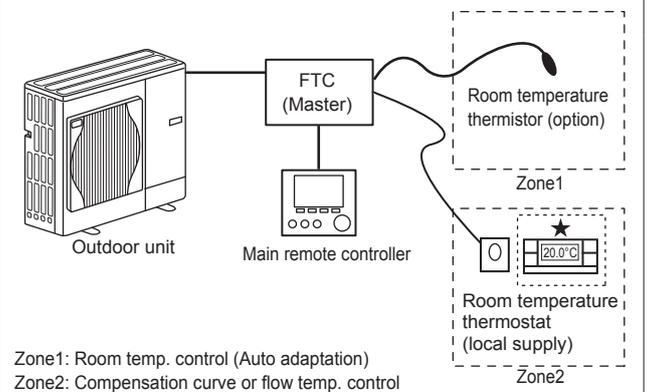 FTC
(Master)
Room temperature
thermistor (option)
Zone1
Outdoor unit
Main remote controller
20.0°C
Room temperature
thermostat
(local supply)
Zone2
Zone1: Room temp. control (Auto adaptation)
Zone2: Compensation curve or flow temp. control